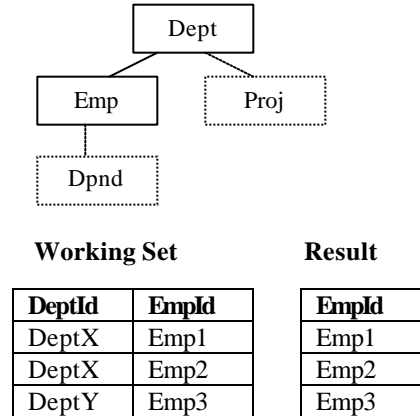 Dept
Emp Proj
Dpnd
Working Set Result
DeptId EmpId EmpId
DeptX Emp1 Emp1
DeptX Emp2 Emp2
DeptY Emp3 Emp3